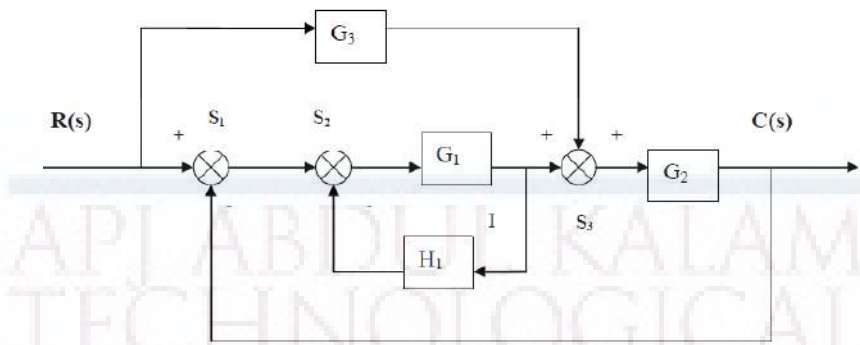 G₃
R(s) + S₁ S₂ + + C(s)
G₁ G₂
- - I S₃
H₁
APJ ABDUL KALAM
TECHNOLOGICAL